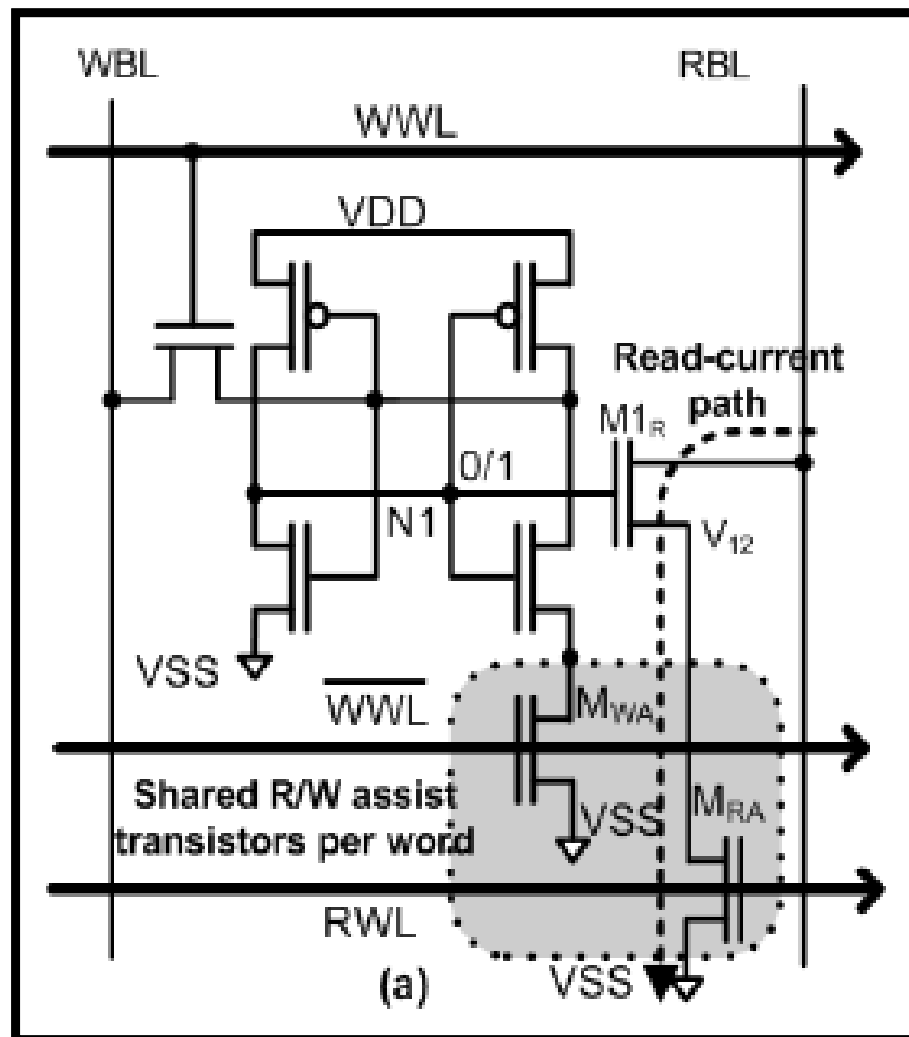 WBL
RBL
WWL
VDD
Read-current
path
M1R
0/1
N1
V12
VSS
WWL
MWA
Shared R/W assist
transistors per word
VSS
MRA
RWL
(a)
VSS